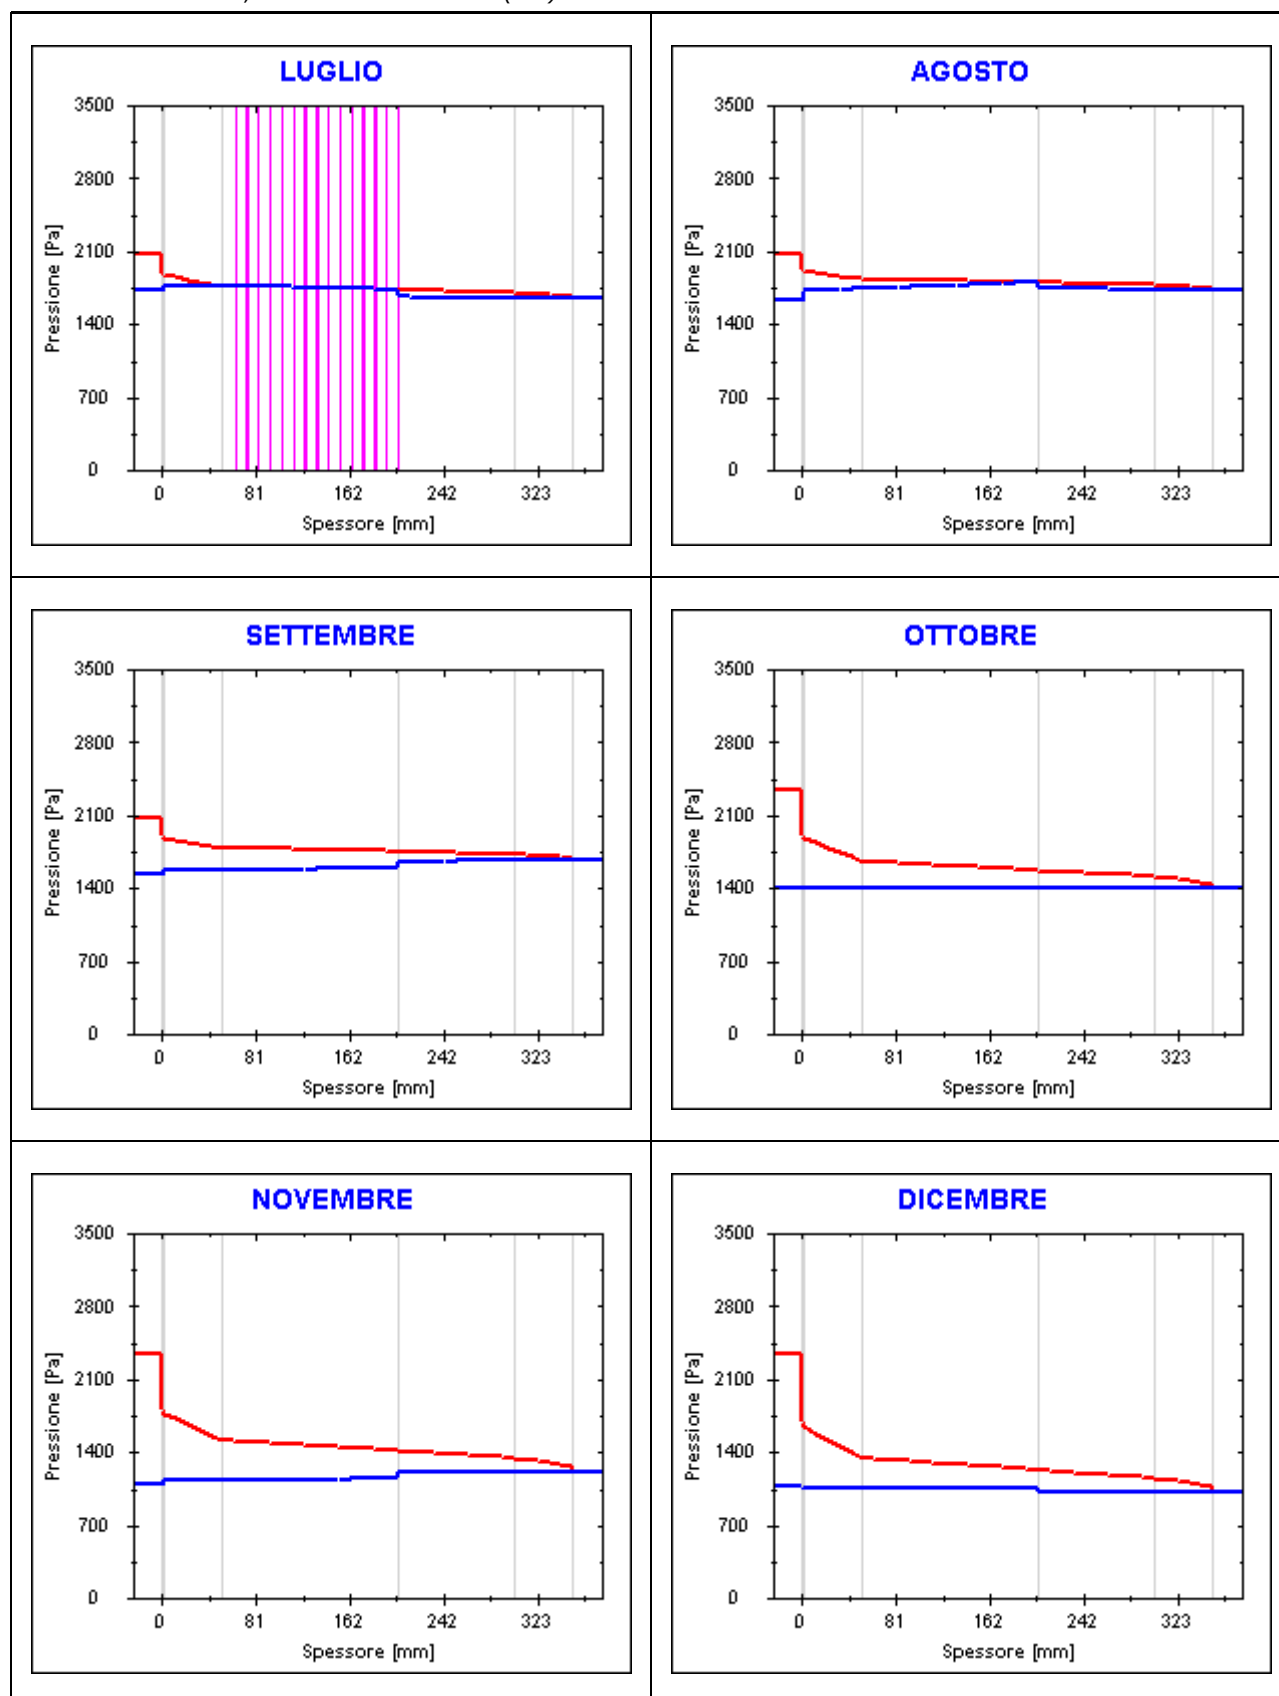 LUGLIO
3500
2800
2100
1400
700
0
Pressione [Pa]
0 81 162 242 323
Spessore [mm]
AGOSTO
3500
2800
2100
1400
700
0
Pressione [Pa]
0 81 162 242 323
Spessore [mm]
SETTEMBRE
3500
2800
2100
1400
700
0
Pressione [Pa]
0 81 162 242 323
Spessore [mm]
OTTOBRE
3500
2800
2100
1400
700
0
Pressione [Pa]
0 81 162 242 323
Spessore [mm]
NOVEMBRE
3500
2800
2100
1400
700
0
Pressione [Pa]
0 81 162 242 323
Spessore [mm]
DICEMBRE
3500
2800
2100
1400
700
0
Pressione [Pa]
0 81 162 242 323
Spessore [mm]